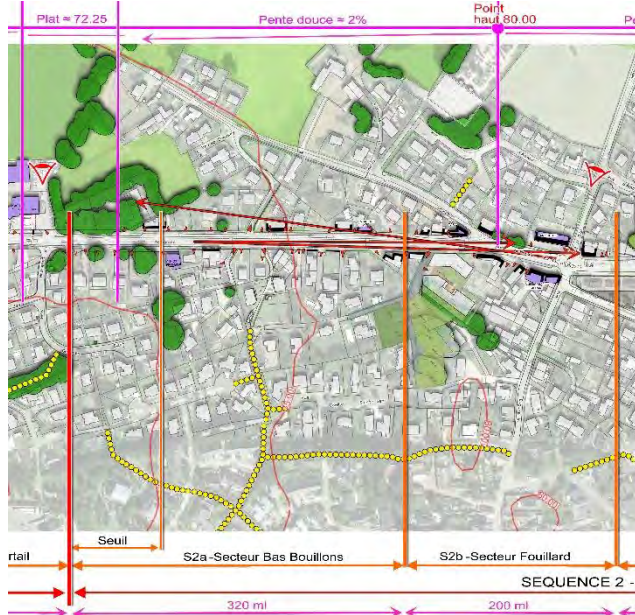 Plat ≈ 72.25
Pente douce ≈ 2%
Point
haut 80.00
Pe
Seuil
rtail
S2a -Secteur Bas Bouillons
S2b -Secteur Fouillard
SEQUENCE 2 -
320 ml
200 ml